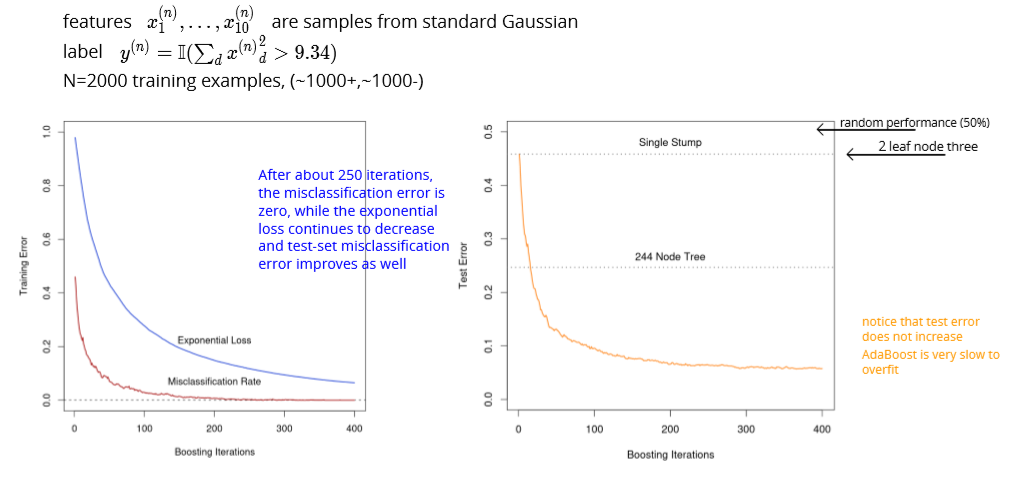 features x₁⁽ⁿ⁾, . . . , x₁₀⁽ⁿ⁾ are samples from standard Gaussian
label y⁽ⁿ⁾ = 𝕀(∑_d x⁽ⁿ⁾_d² > 9.34)
N=2000 training examples, (~1000+,~1000-)
Training Error
1.0
0.8
0.6
0.4
0.2
0.0
After about 250 iterations,
the misclassification error is
zero, while the exponential
loss continues to decrease
and test-set misclassification
error improves as well
Exponential Loss
Misclassification Rate
0 100 200 300 400
Boosting Iterations
Test Error
0.5
0.4
0.3
0.2
0.1
0.0
Single Stump
244 Node Tree
0 100 200 300 400
Boosting Iterations
random performance (50%)
2 leaf node three
notice that test error
does not increase
AdaBoost is very slow to
overfit